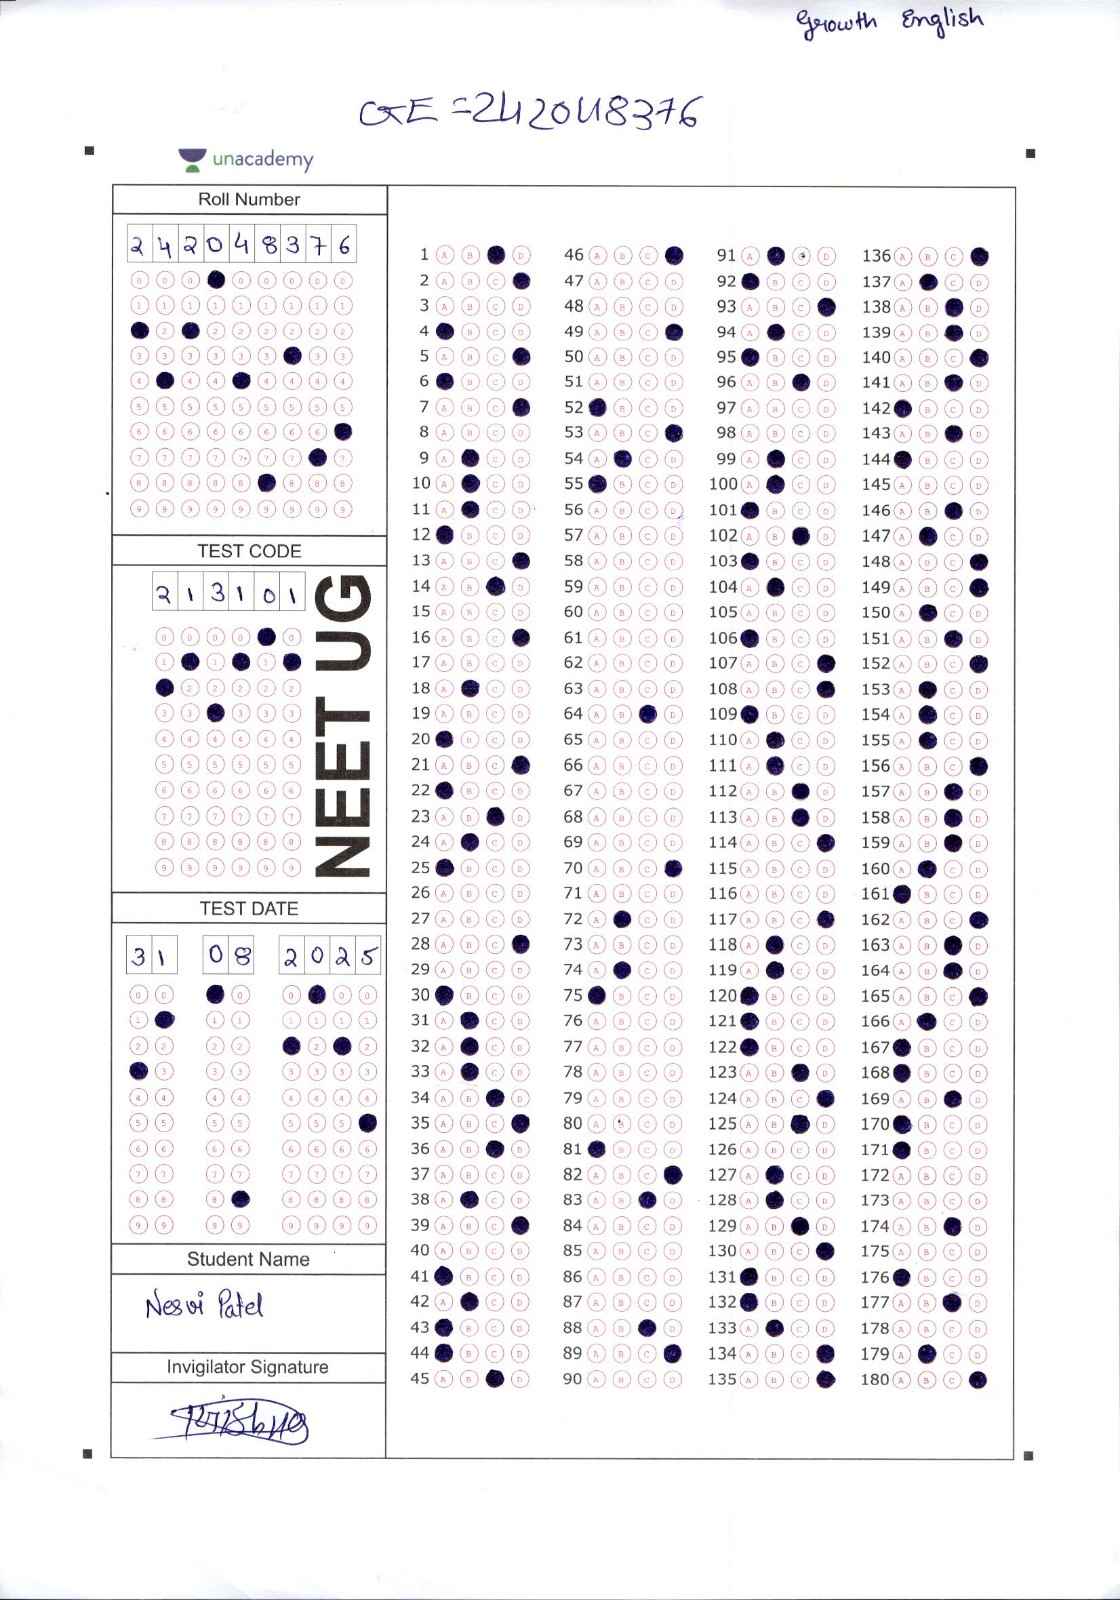 Growth English
GE = 242048376
unacademy
Roll Number
2 4 2 0 4 8 3 7 6
TEST CODE
2 1 3 1 0 1
NEET UG
TEST DATE
3 1 0 8 2 0 2 5
Student Name
Nesvi Patel
Invigilator Signature
1 A B D 46 A B C 91 A C D 136 A B C
2 A B C 47 A B C D 92 B C D 137 A C D
3 A B C D 48 A B C D 93 A B C 138 A B D
4 B C D 49 A B C 94 A C D 139 A B D
5 A B C 50 A B C D 95 B C D 140 A B C
6 B C D 51 A B C D 96 A B D 141 A B D
7 A B C 52 B C D 97 A B C D 142 B C D
8 A B C D 53 A B C 98 A B C D 143 A B D
9 A C D 54 A C D 99 A C D 144 B C D
10 A C D 55 B C D 100 A C D 145 A B C D
11 A C D 56 A B C D 101 B C D 146 A B D
12 B C D 57 A B C D 102 A B D 147 A C D
13 A B C 58 A B C D 103 B C D 148 A B C
14 A B D 59 A B C D 104 A C D 149 A B C
15 A B C D 60 A B C D 105 A B C D 150 A C D
16 A B C 61 A B C D 106 B C D 151 A B D
17 A B C D 62 A B C D 107 A B C 152 A B C
18 A C D 63 A B C D 108 A B C 153 A C D
19 A B C D 64 A B D 109 B C D 154 A C D
20 B C D 65 A B C D 110 A C D 155 A C D
21 A B C 66 A B C D 111 A C D 156 A B C
22 B C D 67 A B C D 112 A B D 157 A B D
23 A B D 68 A B C D 113 A B D 158 A B D
24 A C D 69 A B C D 114 A B C 159 A B D
25 B C D 70 A B C 115 A B C D 160 A C D
26 A B C D 71 A B C D 116 A B C D 161 B C D
27 A B C D 72 A C D 117 A B C 162 A B C
28 A B C 73 A B C D 118 A C D 163 A B D
29 A B C D 74 A C D 119 A C D 164 A B D
30 B C D 75 B C D 120 B C D 165 A B C
31 A C D 76 A B C D 121 B C D 166 A C D
32 A C D 77 A B C D 122 B C D 167 B C D
33 A C D 78 A B C D 123 A B D 168 B C D
34 A B D 79 A B C D 124 A B C 169 A B D
35 A B C 80 A B C D 125 A B D 170 B C D
36 A B D 81 B C D 126 A B C D 171 B C D
37 A B C D 82 A B C 127 A C D 172 A B C D
38 A C D 83 A B D 128 A C D 173 A B C D
39 A B C 84 A B C D 129 A B D 174 A B D
40 A B C D 85 A B C D 130 A B C 175 A B C D
41 B C D 86 A B C D 131 B C D 176 B C D
42 A C D 87 A B C D 132 B C D 177 A B D
43 B C D 88 A B D 133 A C D 178 A B C D
44 B C D 89 A B C 134 A B C 179 A C D
45 A B D 90 A B C D 135 A B C 180 A B C